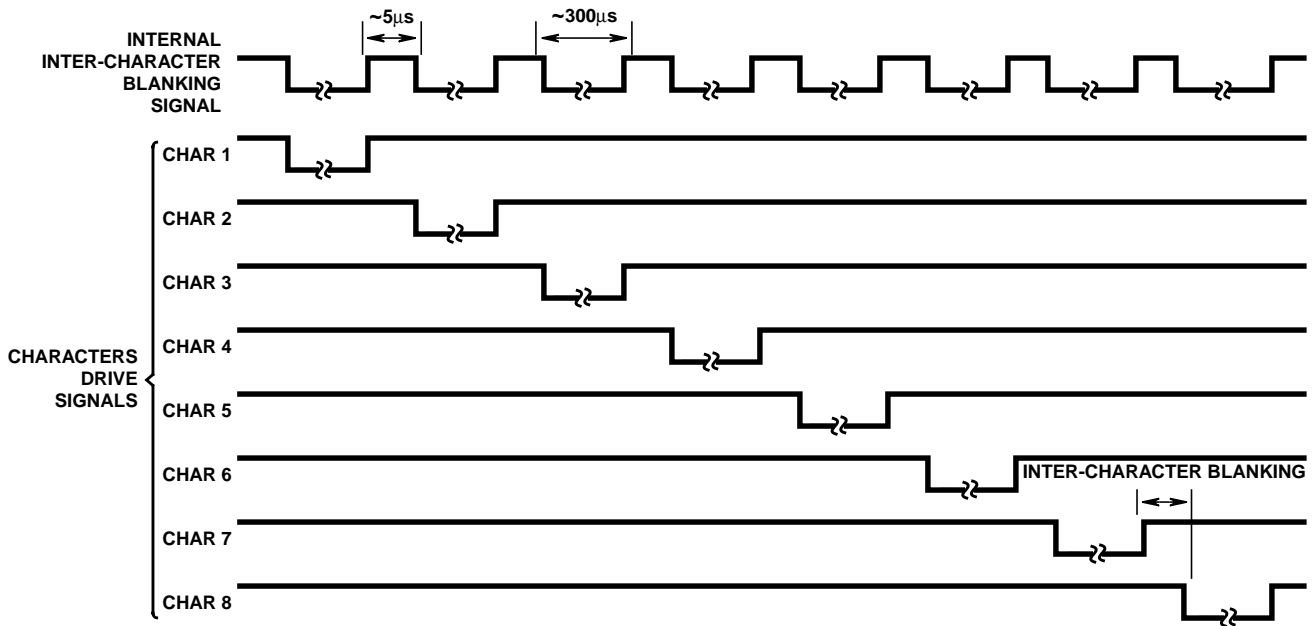 ~5µs
~300µs
INTERNAL
INTER-CHARACTER
BLANKING
SIGNAL
CHAR 1
CHAR 2
CHAR 3
CHAR 4
CHARACTERS
DRIVE
SIGNALS
CHAR 5
CHAR 6
INTER-CHARACTER BLANKING
CHAR 7
CHAR 8